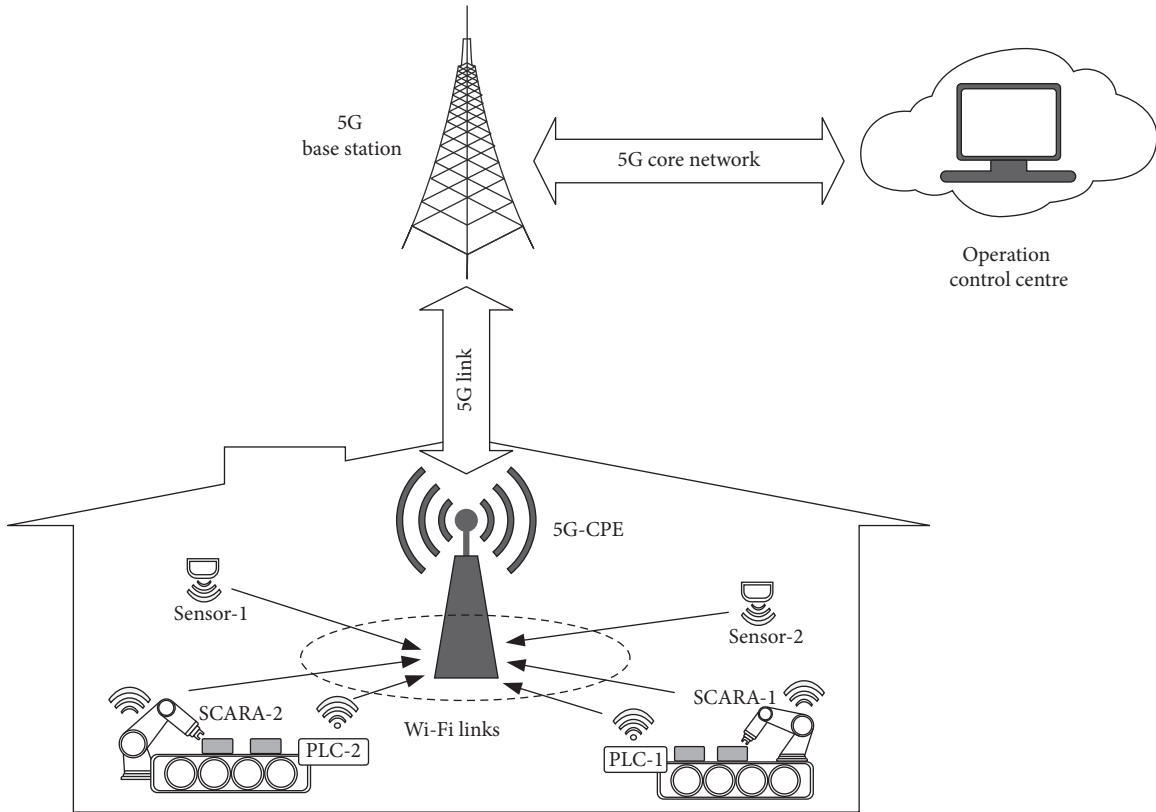 5G
base station
5G core network
Operation
control centre
5G link
5G-CPE
Sensor-1
Sensor-2
SCARA-2
SCARA-1
Wi-Fi links
PLC-2
PLC-1